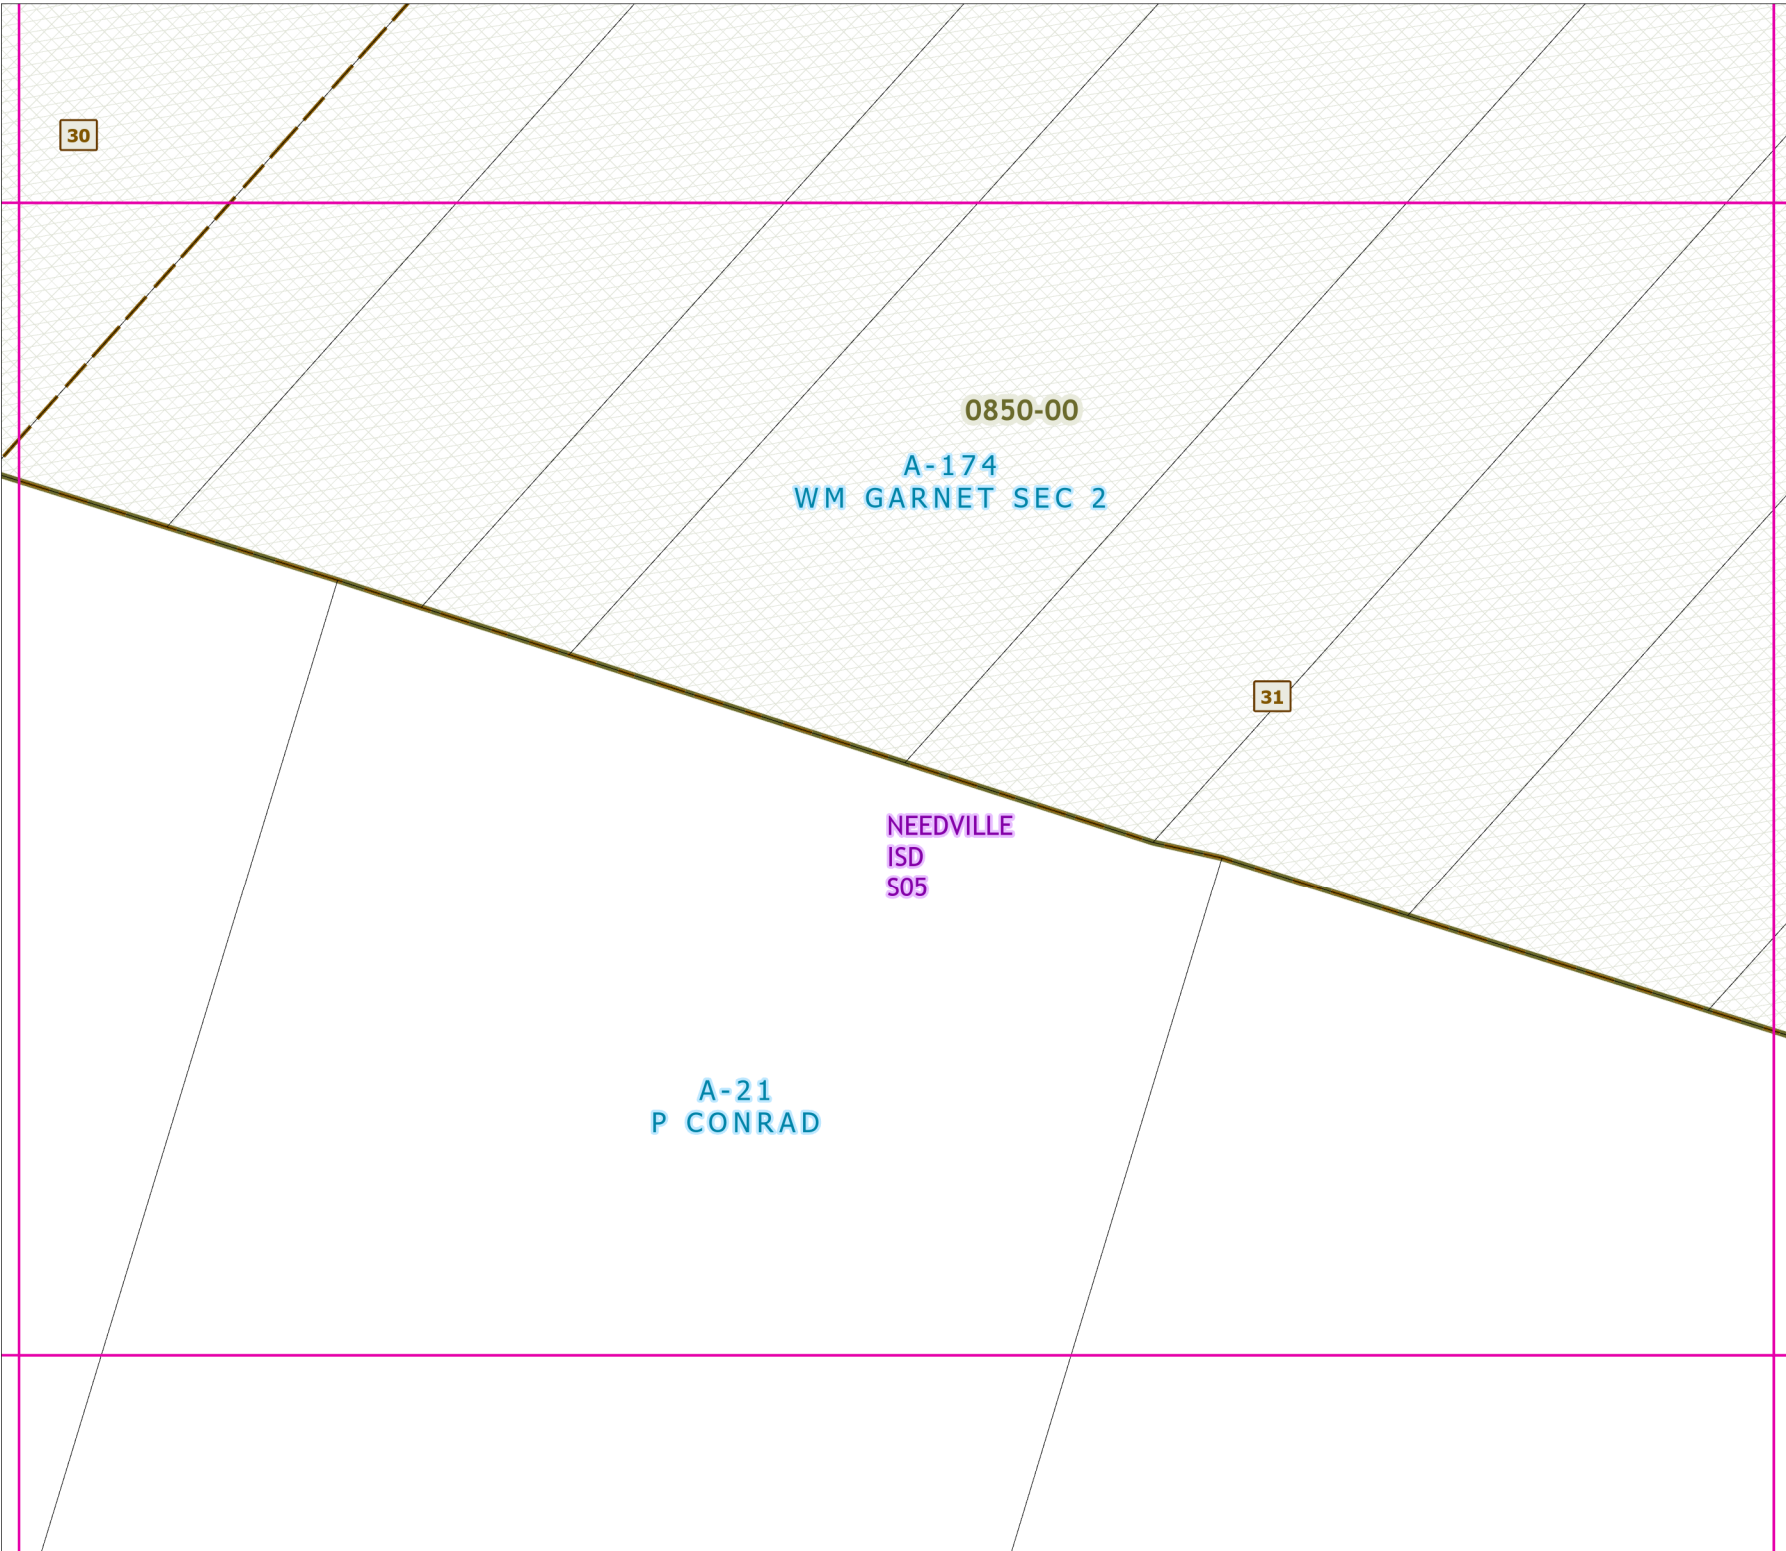 30
0850-00
A-174
WM GARNET SEC 2
31
NEEDVILLE
ISD
S05
A-21
P CONRAD